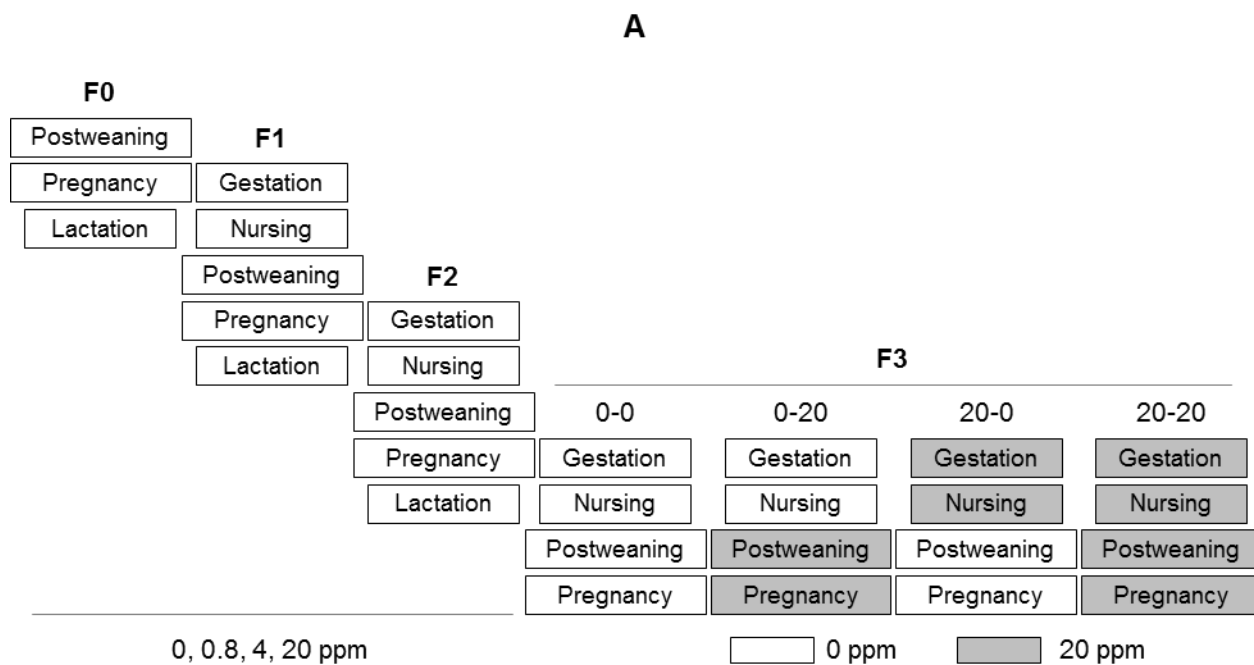 A
F0
Postweaning F1
Pregnancy Gestation
Lactation Nursing
Postweaning F2
Pregnancy Gestation
F3
Lactation Nursing
Postweaning 0-0 0-20 20-0 20-20
Pregnancy Gestation Gestation Gestation Gestation
Lactation Nursing Nursing Nursing Nursing
Postweaning Postweaning Postweaning Postweaning
Pregnancy Pregnancy Pregnancy Pregnancy
0, 0.8, 4, 20 ppm 0 ppm 20 ppm